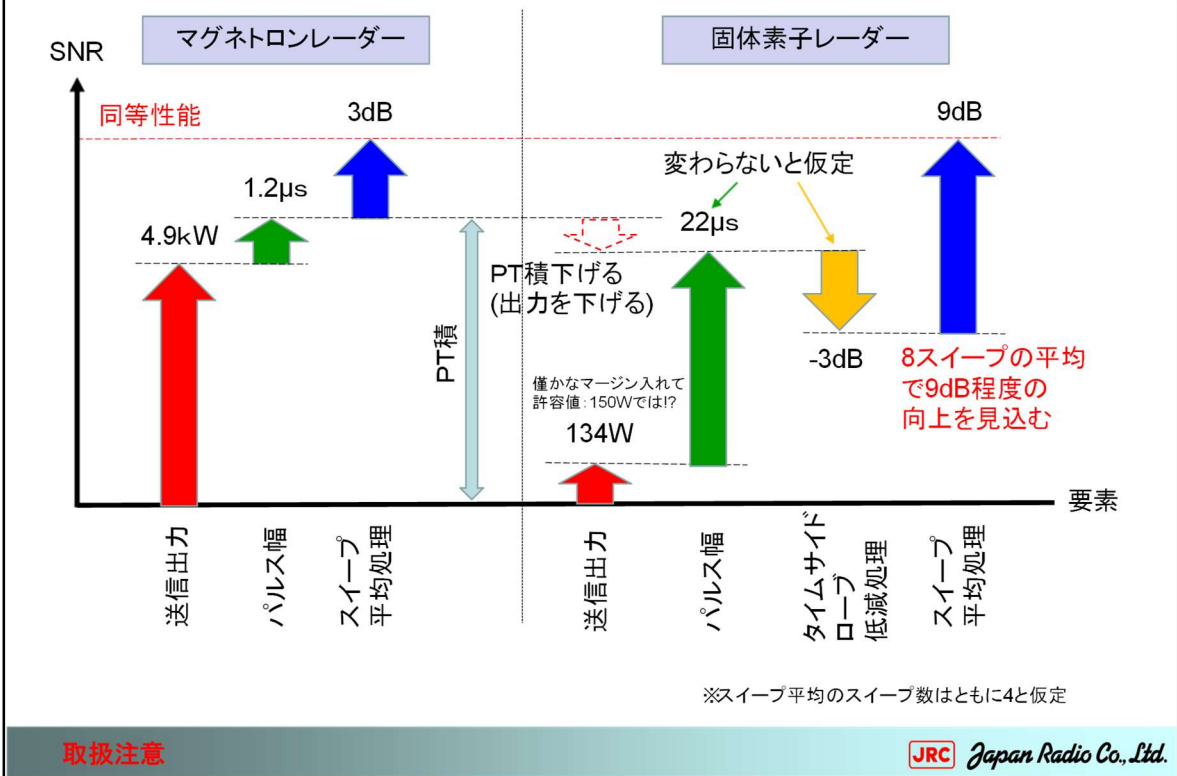 マグネトロンレーダー
固体素子レーダー
SNR
同等性能
3dB
9dB
変わらないと仮定
1.2μs
22μs
4.9kW
PT積下げる
(出力を下げる)
PT積
-3dB
8スイープの平均
で9dB程度の
向上を見込む
僅かなマージン入れて
許容値:150Wでは!?
134W
要素
送信出力
パルス幅
スイープ
平均処理
送信出力
パルス幅
タイムサイド
ローブ
低減処理
スイープ
平均処理
※スイープ平均のスイープ数はともに4と仮定
取扱注意
JRC Japan Radio Co., Ltd.